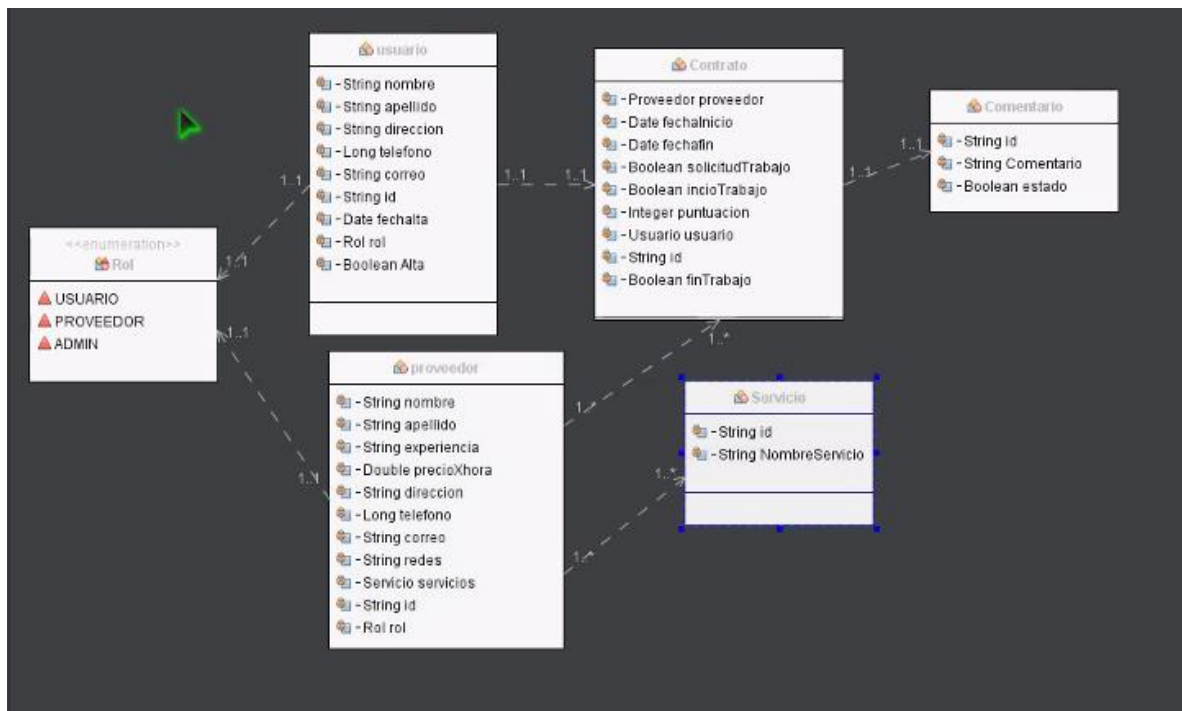 usuario
-String nombre
-String apellido
-String direccion
-Long telefono
-String correo
-String id
-Date fechalta
-Rol rol
-Boolean Alta
Contrato
-Proveedor proveedor
-Date fechaInicio
-Date fechafin
-Boolean solicitudTrabajo
-Boolean incioTrabajo
-Integer puntuacion
-Usuario usuario
-String id
-Boolean finTrabajo
Comentario
-String id
-String Comentario
-Boolean estado
1..1
1..1
1..1
1..1
1..1
1..1
<<enumeration>>
Rol
USUARIO
PROVEEDOR
ADMIN
1..1
1..1
proveedor
-String nombre
-String apellido
-String experiencia
-Double precioXhora
-String direccion
-Long telefono
-String correo
-String redes
-Servicio servicios
-String id
-Rol rol
1..*
1..*
Servicio
-String id
-String NombreServicio
1..*
1..*